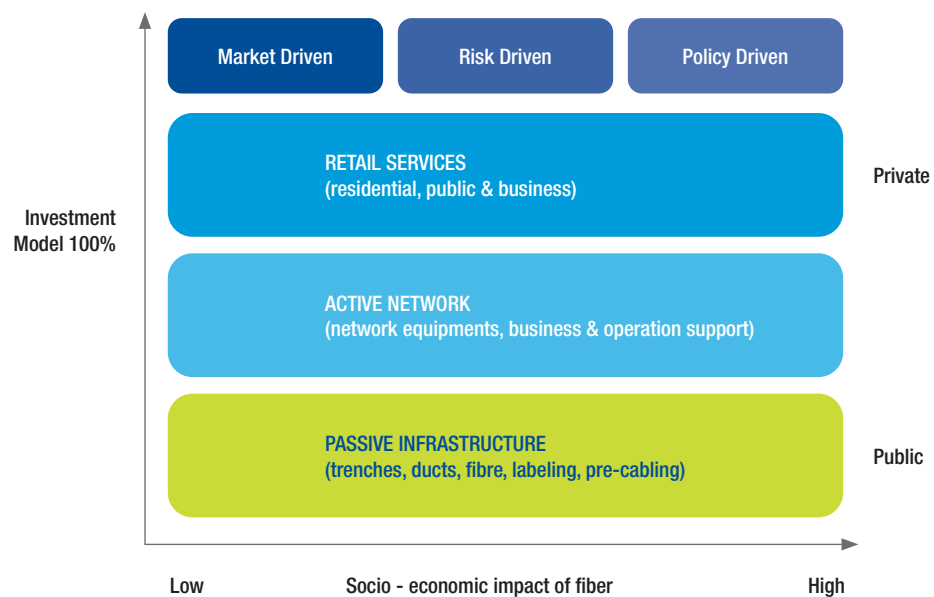 Market Driven
Risk Driven
Policy Driven
RETAIL SERVICES
(residential, public & business)
Private
Investment
Model 100%
ACTIVE NETWORK
(network equipments, business & operation support)
PASSIVE INFRASTRUCTURE
(trenches, ducts, fibre, labeling, pre-cabling)
Public
Low
Socio - economic impact of fiber
High